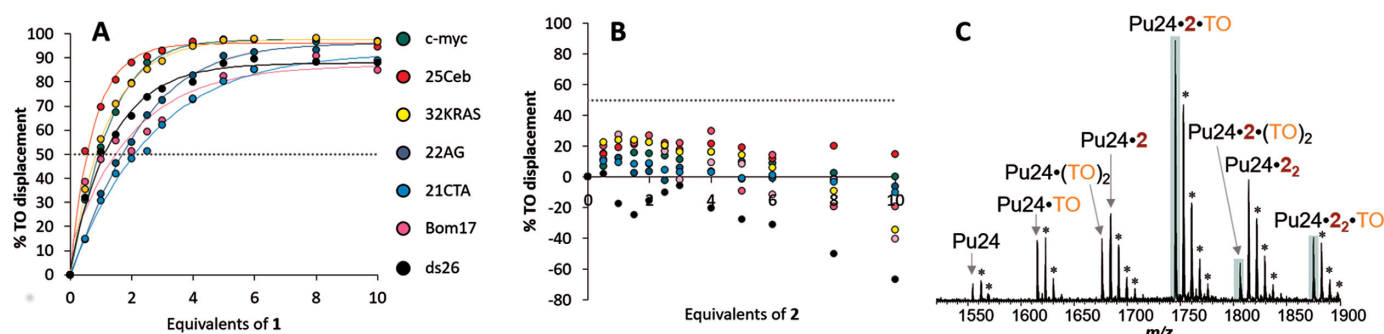 A
% TO displacement
100
90
80
70
60
50
40
30
20
10
0
0 2 4 6 8 10
Equivalents of 1
c-myc
25Ceb
32KRAS
22AG
21CTA
Bom17
ds26
B
% TO displacement
100
80
60
40
20
0
-20
-40
-60
-80
0 2 4 6 8 10
Equivalents of 2
C
Pu24•2•TO
Pu24•2•(TO)2
Pu24•2
Pu24•22
Pu24•(TO)2
Pu24•TO
Pu24•22•TO
Pu24
* * * * * * * * * * * * * * * * * * * *
1550 1600 1650 1700 1750 1800 1850 1900
m/z